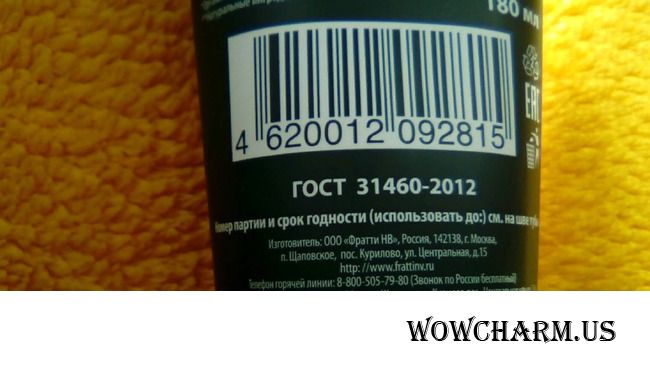 180 мл
*Натуральные
4 620012 092815
EAC
ГОСТ 31460-2012
Номер партии и срок годности (использовать до:) см. на шве
Изготовитель: ООО «Фратти НВ», Россия, 142138, г. Москва,
п. Щаповское, пос. Курилово, ул. Центральная, д.15
http: //www.frattinv.ru
Телефон горячей линии: 8-800-505-79-80 (Звонок по России бесплатный)
WOWCHARM.US